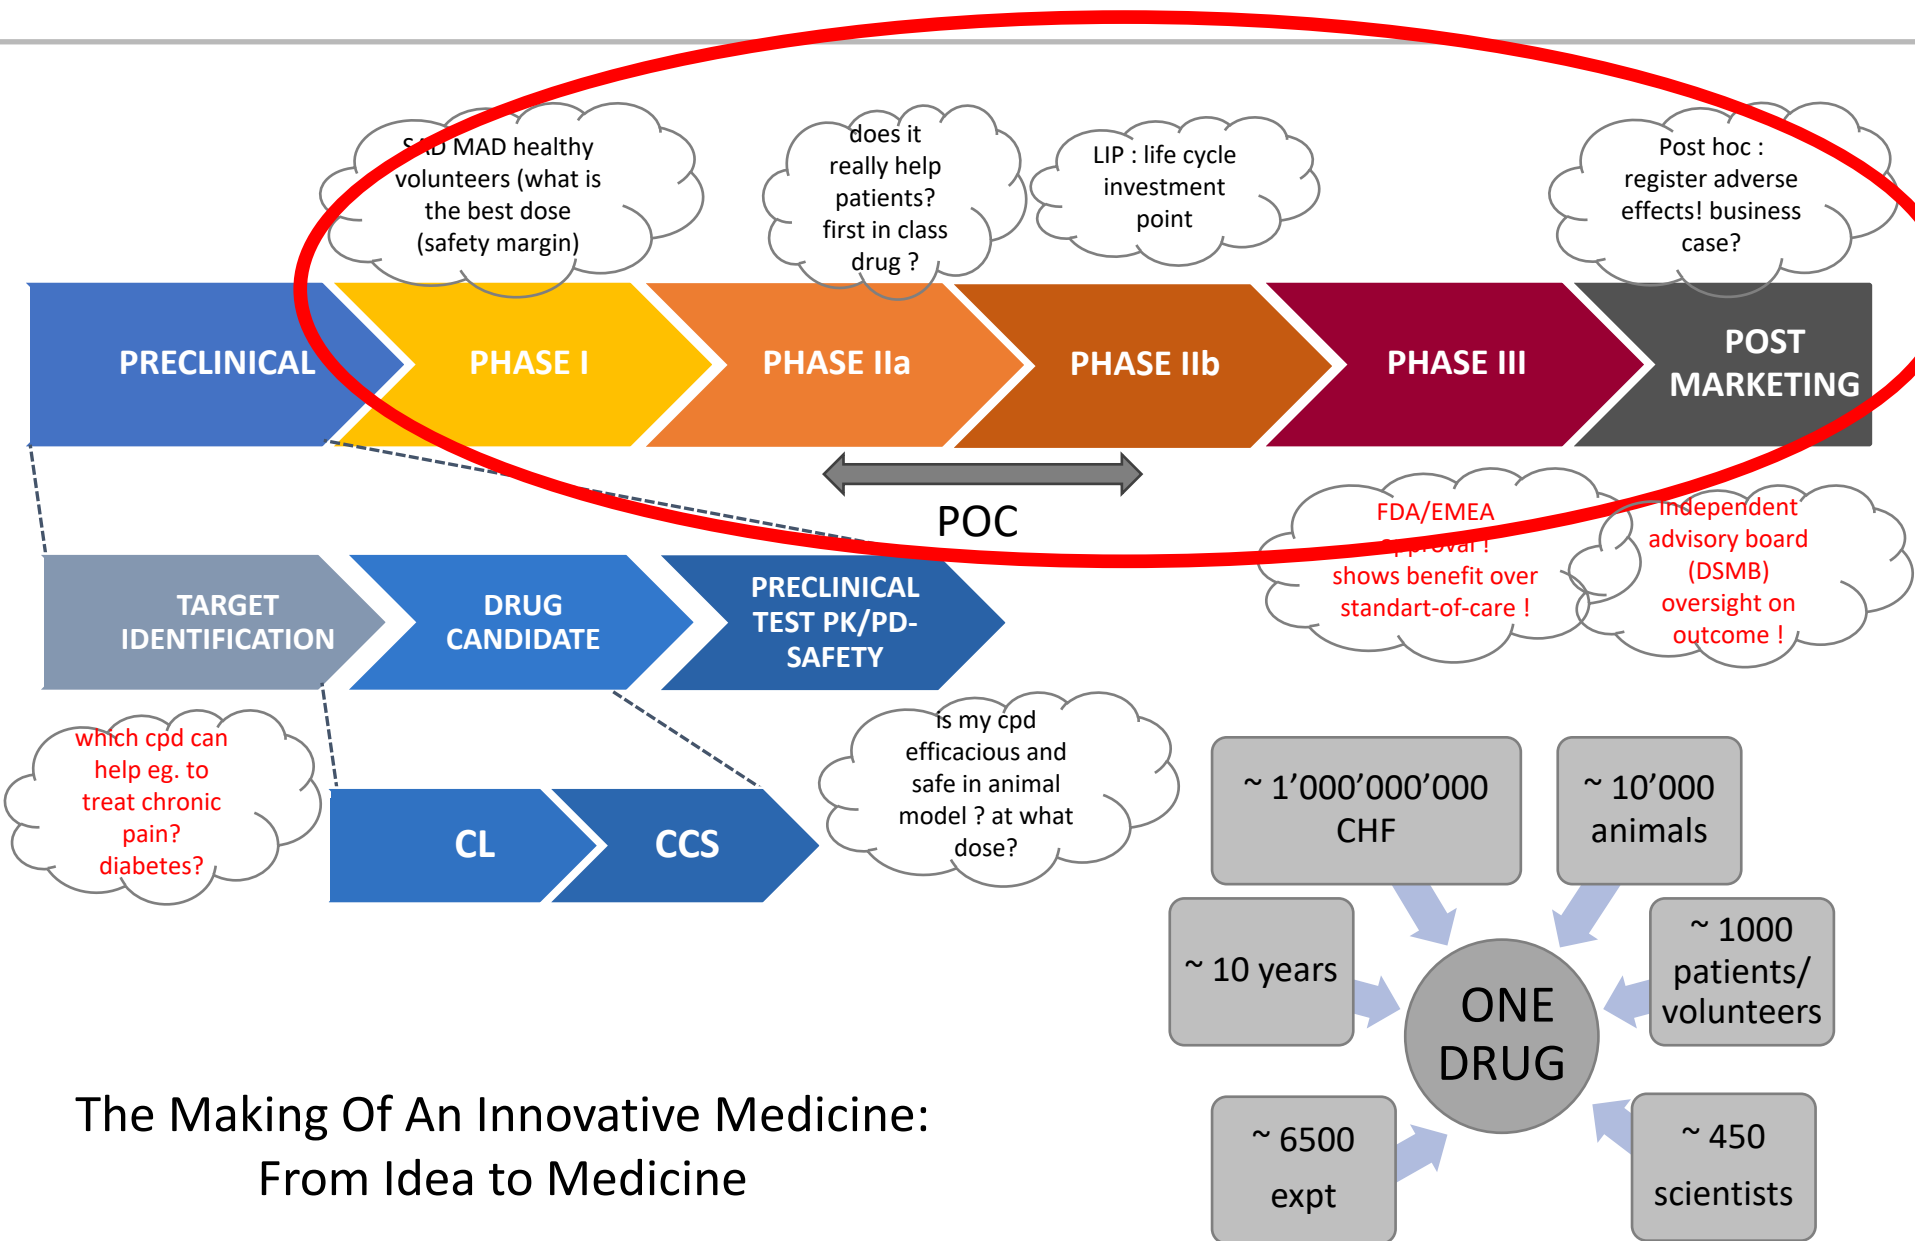 SAD MAD healthy
volunteers (what is
the best dose
(safety margin)
does it
really help
patients?
first in class
drug ?
LIP : life cycle
investment
point
Post hoc :
register adverse
effects! business
case?
PRECLINICAL
PHASE I
PHASE IIa
PHASE IIb
PHASE III
POST
MARKETING
POC
FDA/EMEA
approval !
shows benefit over
standart-of-care !
independent
advisory board
(DSMB)
oversight on
outcome !
TARGET
IDENTIFICATION
DRUG
CANDIDATE
PRECLINICAL
TEST PK/PD-
SAFETY
which cpd can
help eg. to
treat chronic
pain?
diabetes?
CL
CCS
is my cpd
efficacious and
safe in animal
model ? at what
dose?
~ 1’000’000’000
CHF
~ 10’000
animals
~ 10 years
~ 1000
patients/
volunteers
ONE
DRUG
~ 6500
expt
~ 450
scientists
The Making Of An Innovative Medicine:
From Idea to Medicine